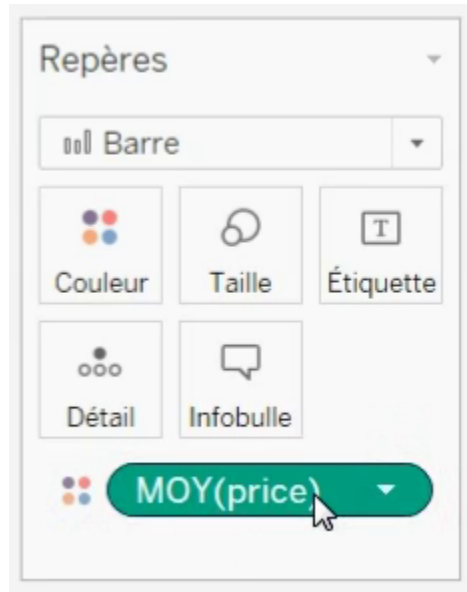 Repères
Barre
Couleur Taille Étiquette
T
Détail Infobulle
MOY(price)